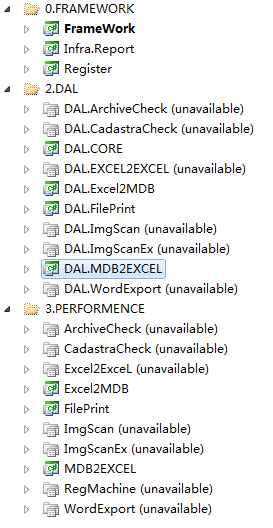 0.FRAMEWORK
FrameWork
Infra.Report
Register
2.DAL
DAL.ArchiveCheck (unavailable)
DAL.CadastraCheck (unavailable)
DAL.CORE
DAL.EXCEL2EXCEL (unavailable)
DAL.Excel2MDB
DAL.FilePrint
DAL.ImgScan (unavailable)
DAL.ImgScanEx (unavailable)
DAL.MDB2EXCEL
DAL.WordExport (unavailable)
3.PERFORMENCE
ArchiveCheck (unavailable)
CadastraCheck (unavailable)
Excel2ExceL (unavailable)
Excel2MDB
FilePrint
ImgScan (unavailable)
ImgScanEx (unavailable)
MDB2EXCEL
RegMachine (unavailable)
WordExport (unavailable)